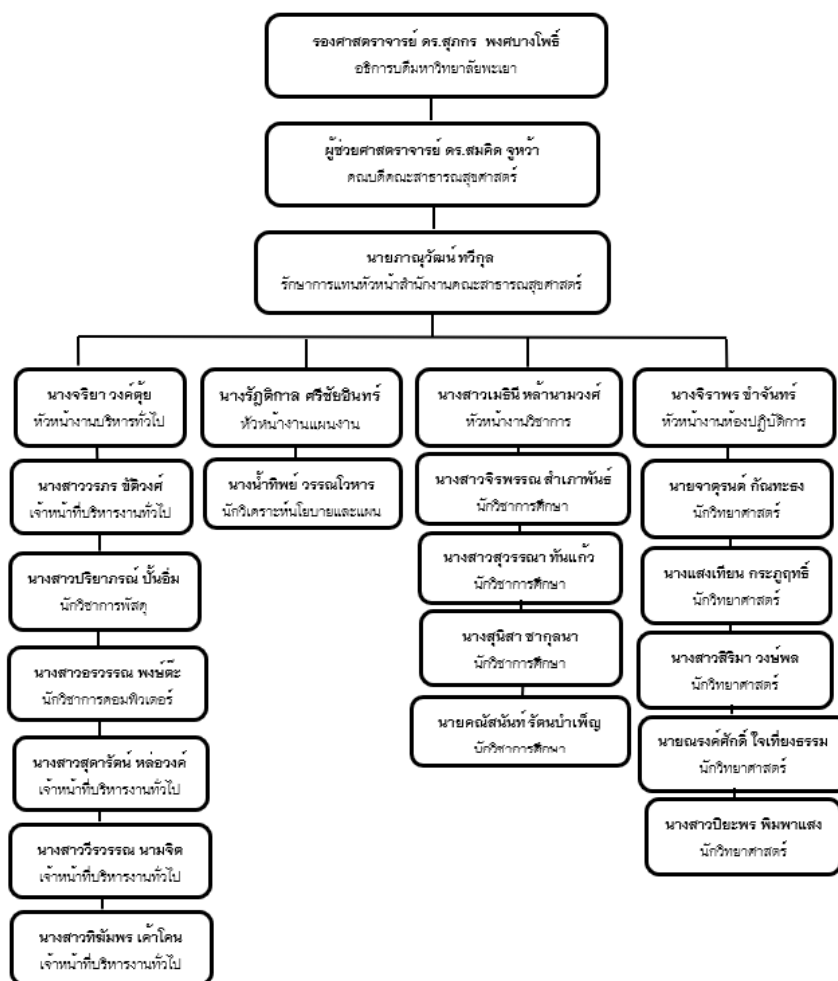 รองศาสตราจารย์ ดร.สุภกร พงศบางโพธิ์
อธิการบดีมหาวิทยาลัยพะเยา
ผู้ช่วยศาสตราจารย์ ดร.สมคิด จูหว้า
คณบดีคณะสาธารณสุขศาสตร์
นายภาณุวัฒน์ ทวีกุล
รักษาการแทนหัวหน้าสำนักงานคณะสาธารณสุขศาสตร์
นางจริยา วงค์ตุ้ย
หัวหน้างานบริหารทั่วไป
นางสาววรภร ขัติวงศ์
เจ้าหน้าที่บริหารงานทั่วไป
นางสาวปริยาภรณ์ ปั้นอิ่ม
นักวิชาการพัสดุ
นางสาวอรวรรณ พงษ์ต๊ะ
นักวิชาการคอมพิวเตอร์
นางสาวสุดารัตน์ หล่อวงค์
เจ้าหน้าที่บริหารงานทั่วไป
นางสาววีรวรรณ นามจิต
เจ้าหน้าที่บริหารงานทั่วไป
นางสาวทิฆัมพร เค้าโคน
เจ้าหน้าที่บริหารงานทั่วไป
นางรัฎติกาล ศรีชัยอินทร์
หัวหน้างานแผนงาน
นางน้ำทิพย์ วรรณโวหาร
นักวิเคราะห์นโยบายและแผน
นางสาวเมธินี หล้านามวงศ์
หัวหน้างานวิชาการ
นางสาวจิรพรรณ สำเภาพันธ์
นักวิชาการศึกษา
นางสาวสุวรรณา ทันแก้ว
นักวิชาการศึกษา
นางสุนิสา ชากุลนา
นักวิชาการศึกษา
นายคณัสนันท์ รัตนบำเพ็ญ
นักวิชาการศึกษา
นางจิราพร ขำจันทร์
หัวหน้างานห้องปฏิบัติการ
นายจาตุรนต์ กัณทะธง
นักวิทยาศาสตร์
นางแสงเทียน กระภูฤทธิ์
นักวิทยาศาสตร์
นางสาวสิริมา วงษ์พล
นักวิทยาศาสตร์
นายณรงค์ศักดิ์ ใจเที่ยงธรรม
นักวิทยาศาสตร์
นางสาวปิยะพร พิมพาแสง
นักวิทยาศาสตร์